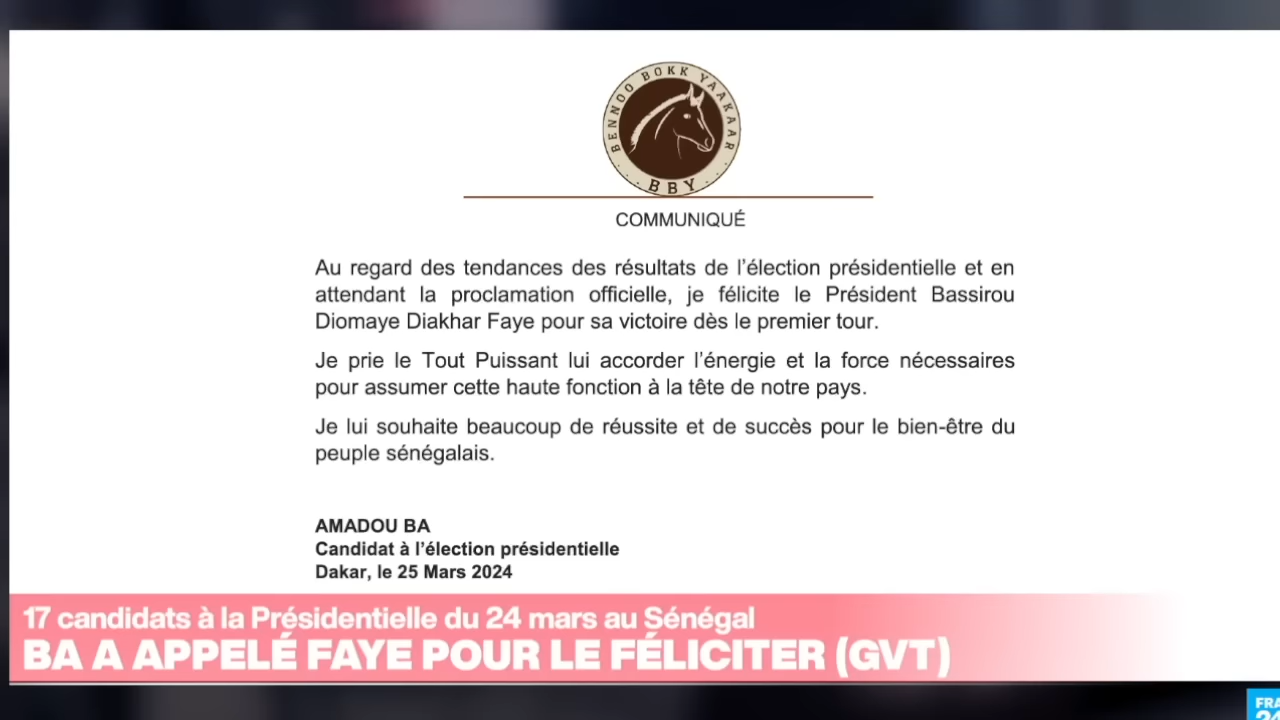 BENNOO BOKK YAAKAAR
BBY
COMMUNIQUÉ
Au regard des tendances des résultats de l'élection présidentielle et en
attendant la proclamation officielle, je félicite le Président Bassirou
Diomaye Diakhar Faye pour sa victoire dès le premier tour.
Je prie le Tout Puissant lui accorder l'énergie et la force nécessaires
pour assumer cette haute fonction à la tête de notre pays.
Je lui souhaite beaucoup de réussite et de succès pour le bien-être du
peuple sénégalais.
AMADOU BA
Candidat à l'élection présidentielle
Dakar, le 25 Mars 2024
17 candidats à la Présidentielle du 24 mars au Sénégal
BA A APPELÉ FAYE POUR LE FÉLICITER (GVT)